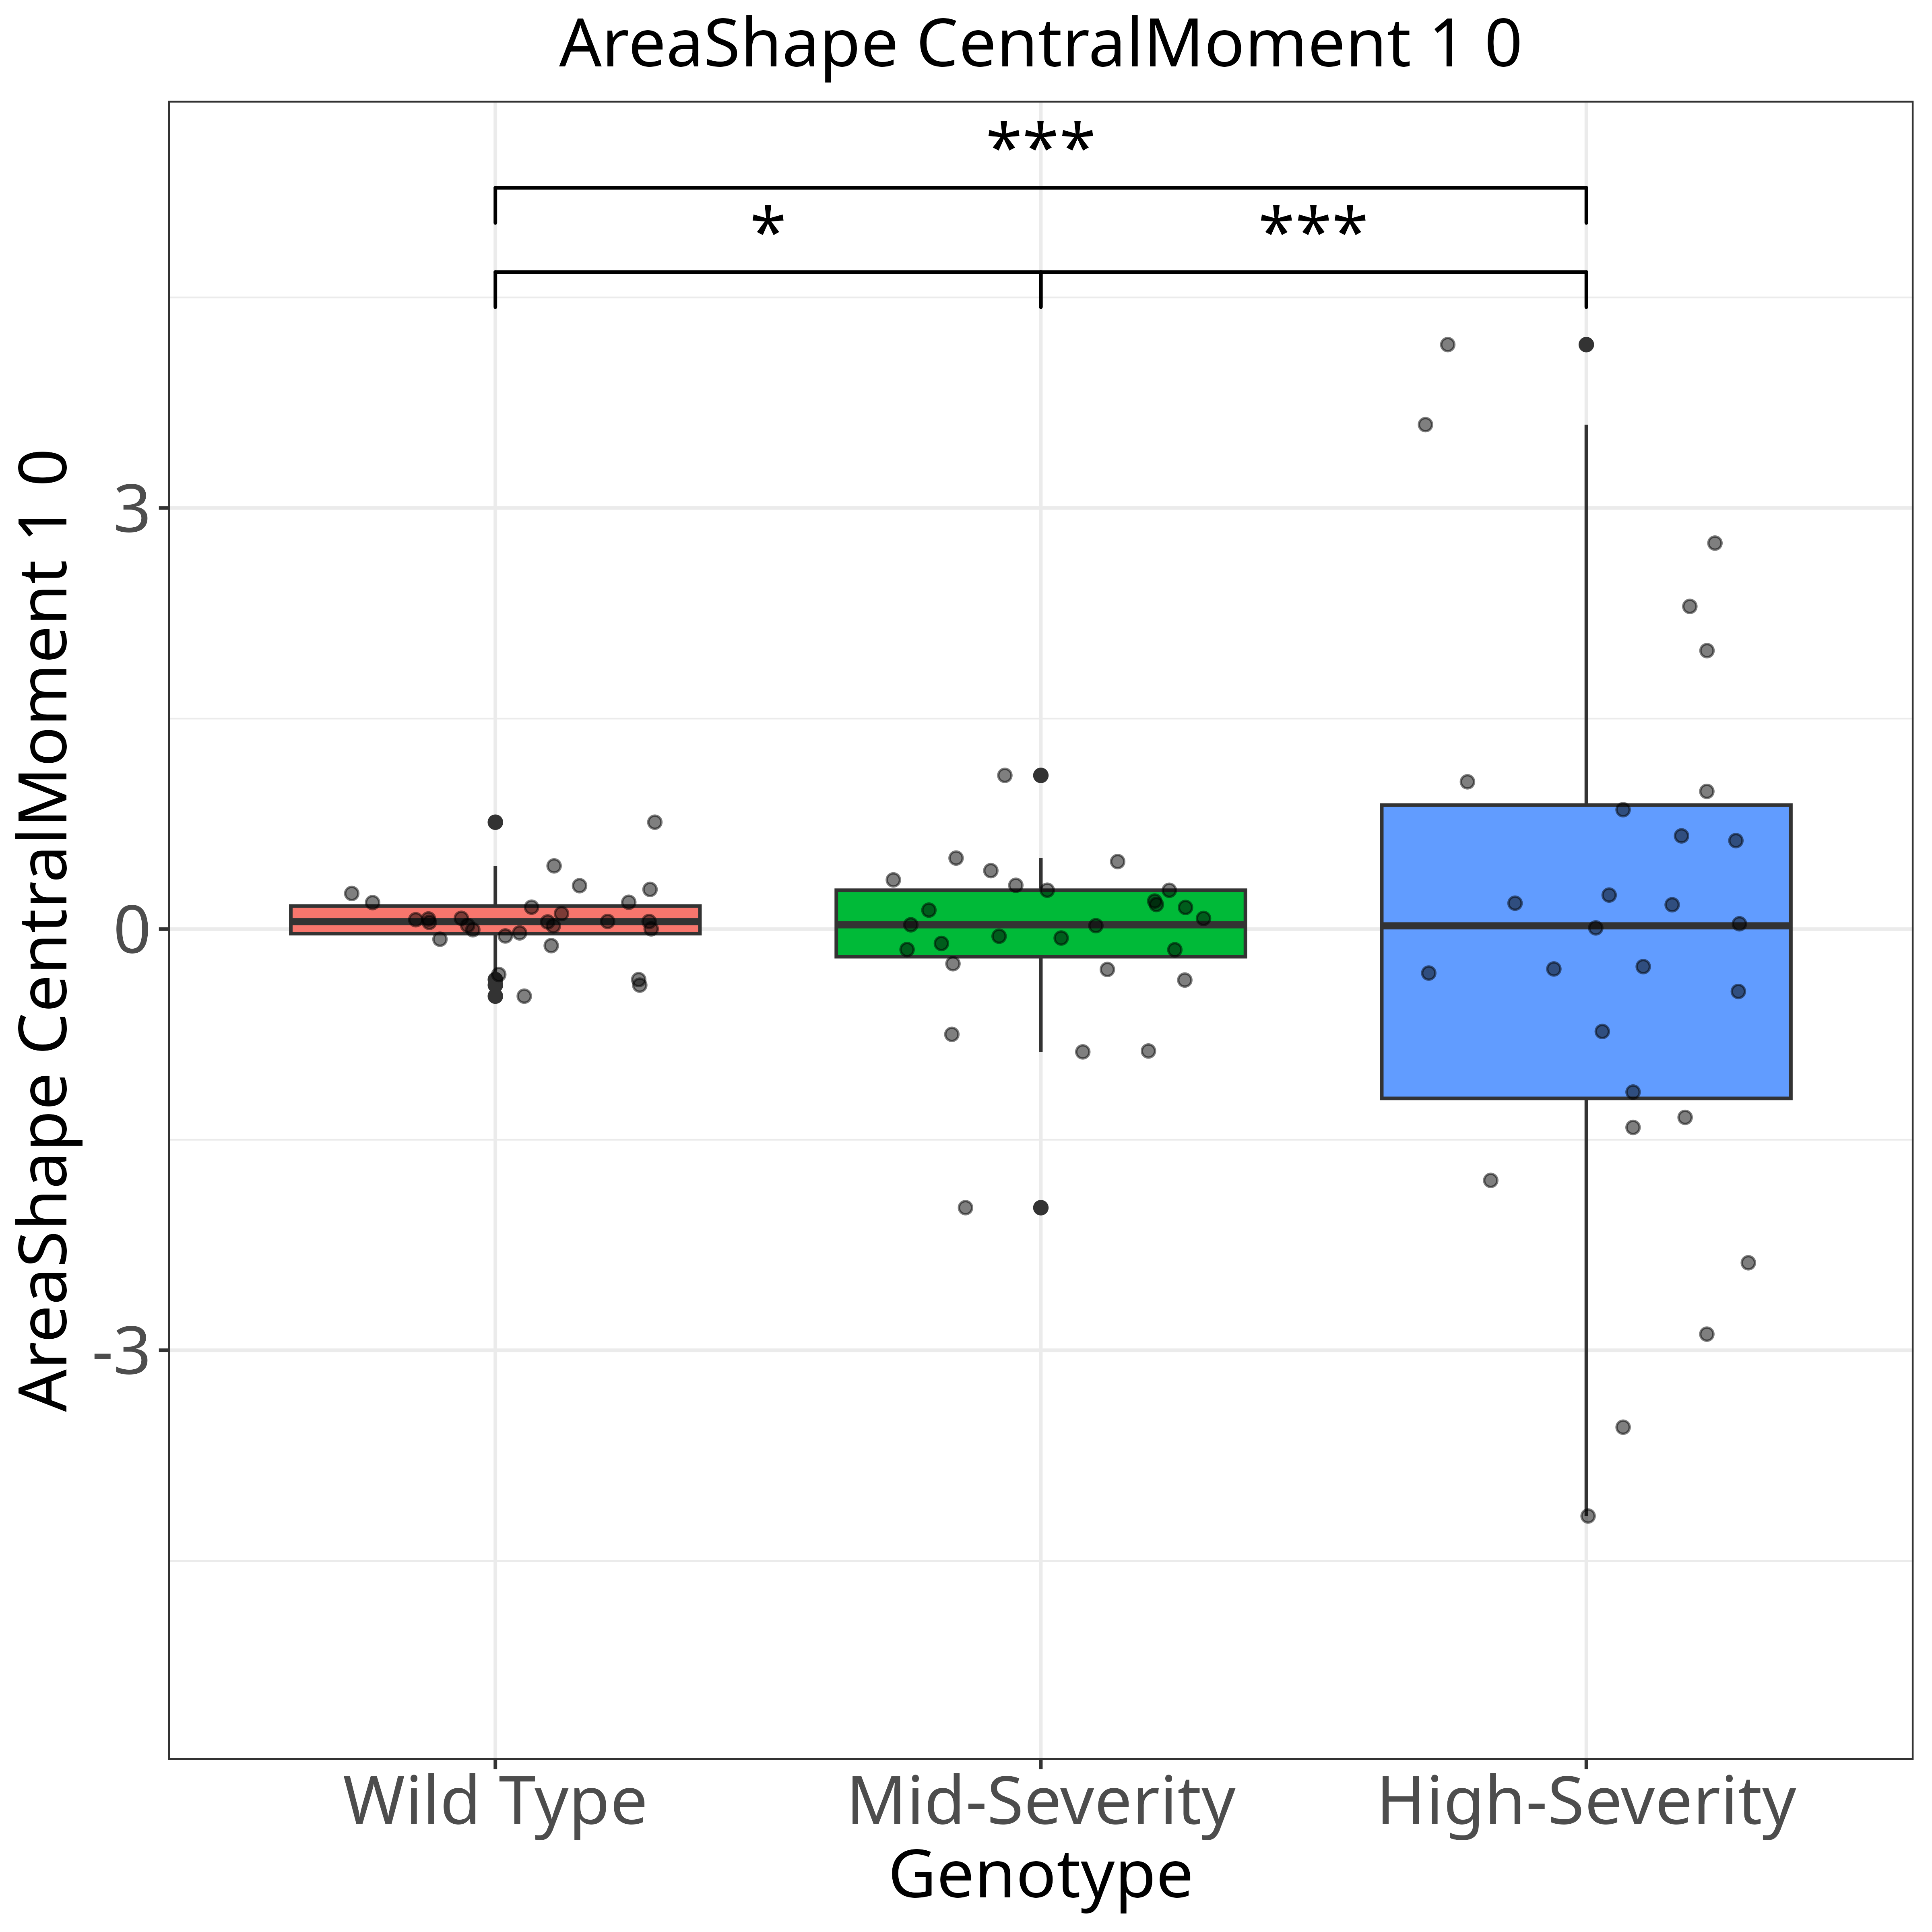 AreaShape CentralMoment 1 0
***
*
***
AreaShape CentralMoment 1 0
3
0
-3
Wild Type
Mid-Severity
High-Severity
Genotype